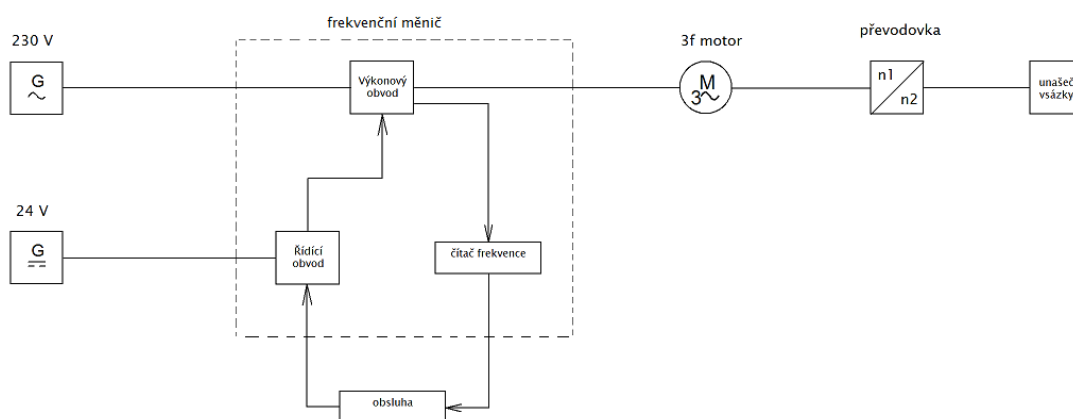 frekvenční měnič
230 V
3f motor
převodovka
G
Výkonový
obvod
M
3
n1
n2
unašeč
vsázky
24 V
G
Řídící
obvod
čítač frekvence
obsluha